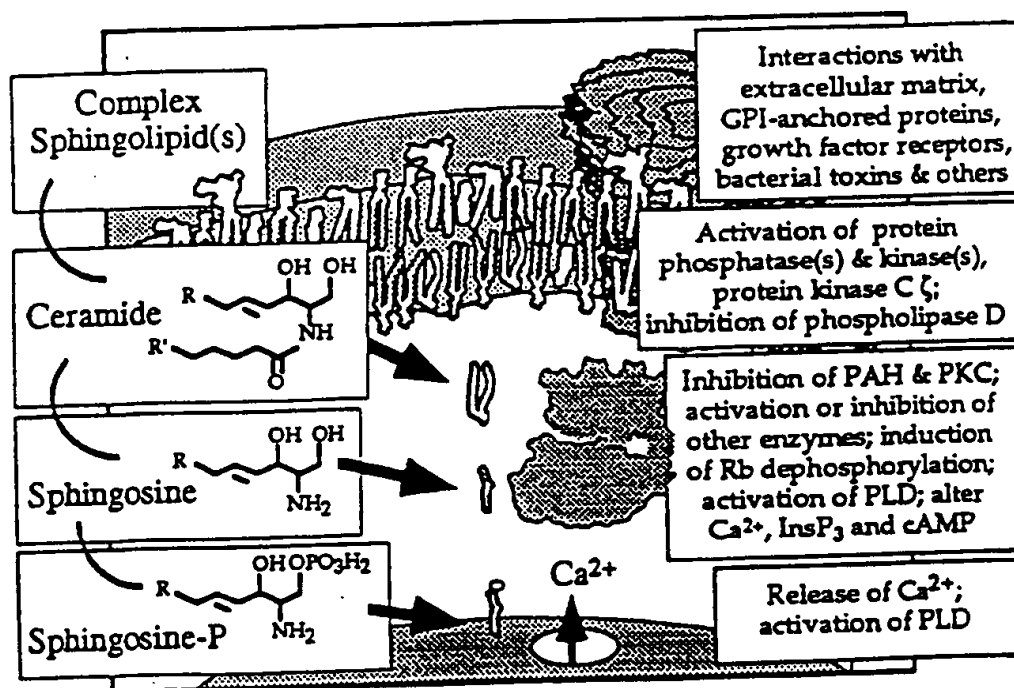 Complex
Sphingolipid(s)
Interactions with
extracellular matrix,
GPI-anchored proteins,
growth factor receptors,
bacterial toxins & others
Ceramide
OH OH
R
NH
R'
O
Activation of protein
phosphatase(s) & kinase(s),
protein kinase C ζ;
inhibition of phospholipase D
Sphingosine
OH OH
R
NH₂
Inhibition of PAH & PKC;
activation or inhibition of
other enzymes; induction
of Rb dephosphorylation;
activation of PLD; alter
Ca²⁺, InsP₃ and cAMP
Sphingosine-P
OH OPO₃H₂
R
NH₂
Ca²⁺
Release of Ca²⁺;
activation of PLD